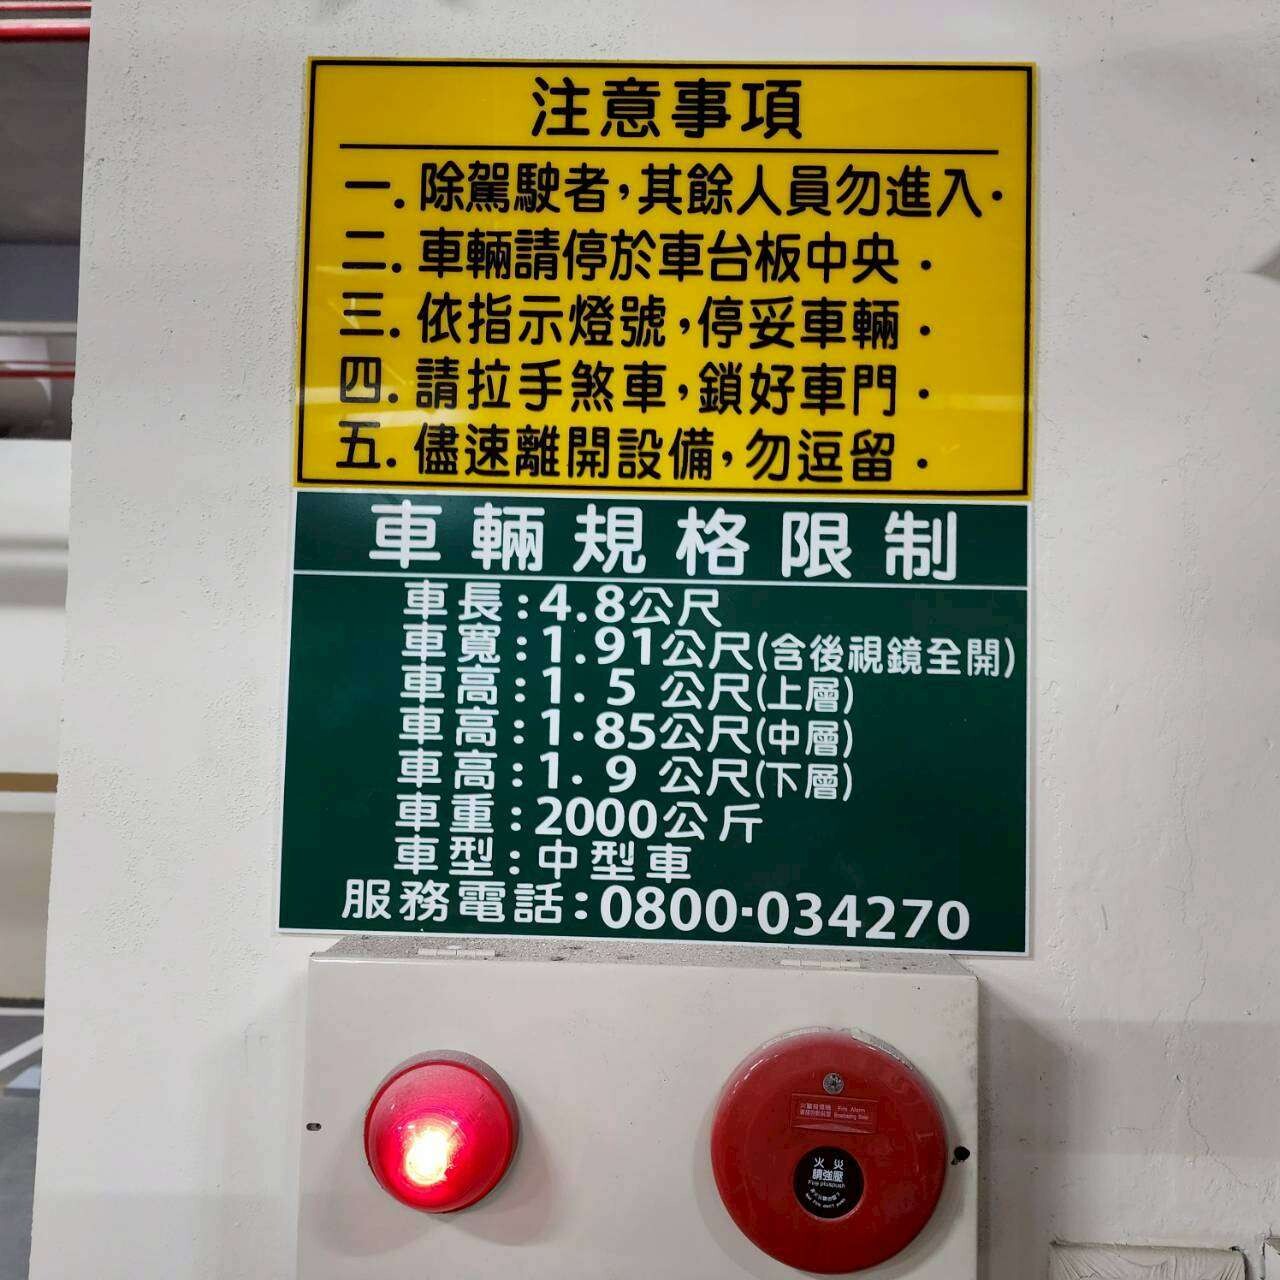 注意事項
一.除駕駛者,其餘人員勿進入.
二.車輛請停於車台板中央.
三.依指示燈號,停妥車輛.
四.請拉手煞車,鎖好車門.
五.儘速離開設備,勿逗留.
車輛規格限制
車長:4.8公尺
車寬:1.91公尺(含後視鏡全開)
車高:1.5公尺(上層)
車高:1.85公尺(中層)
車高:1.9公尺(下層)
車重:2000公斤
車型:中型車
服務電話:0800-034270
Fire Alarm
火災
請強壓